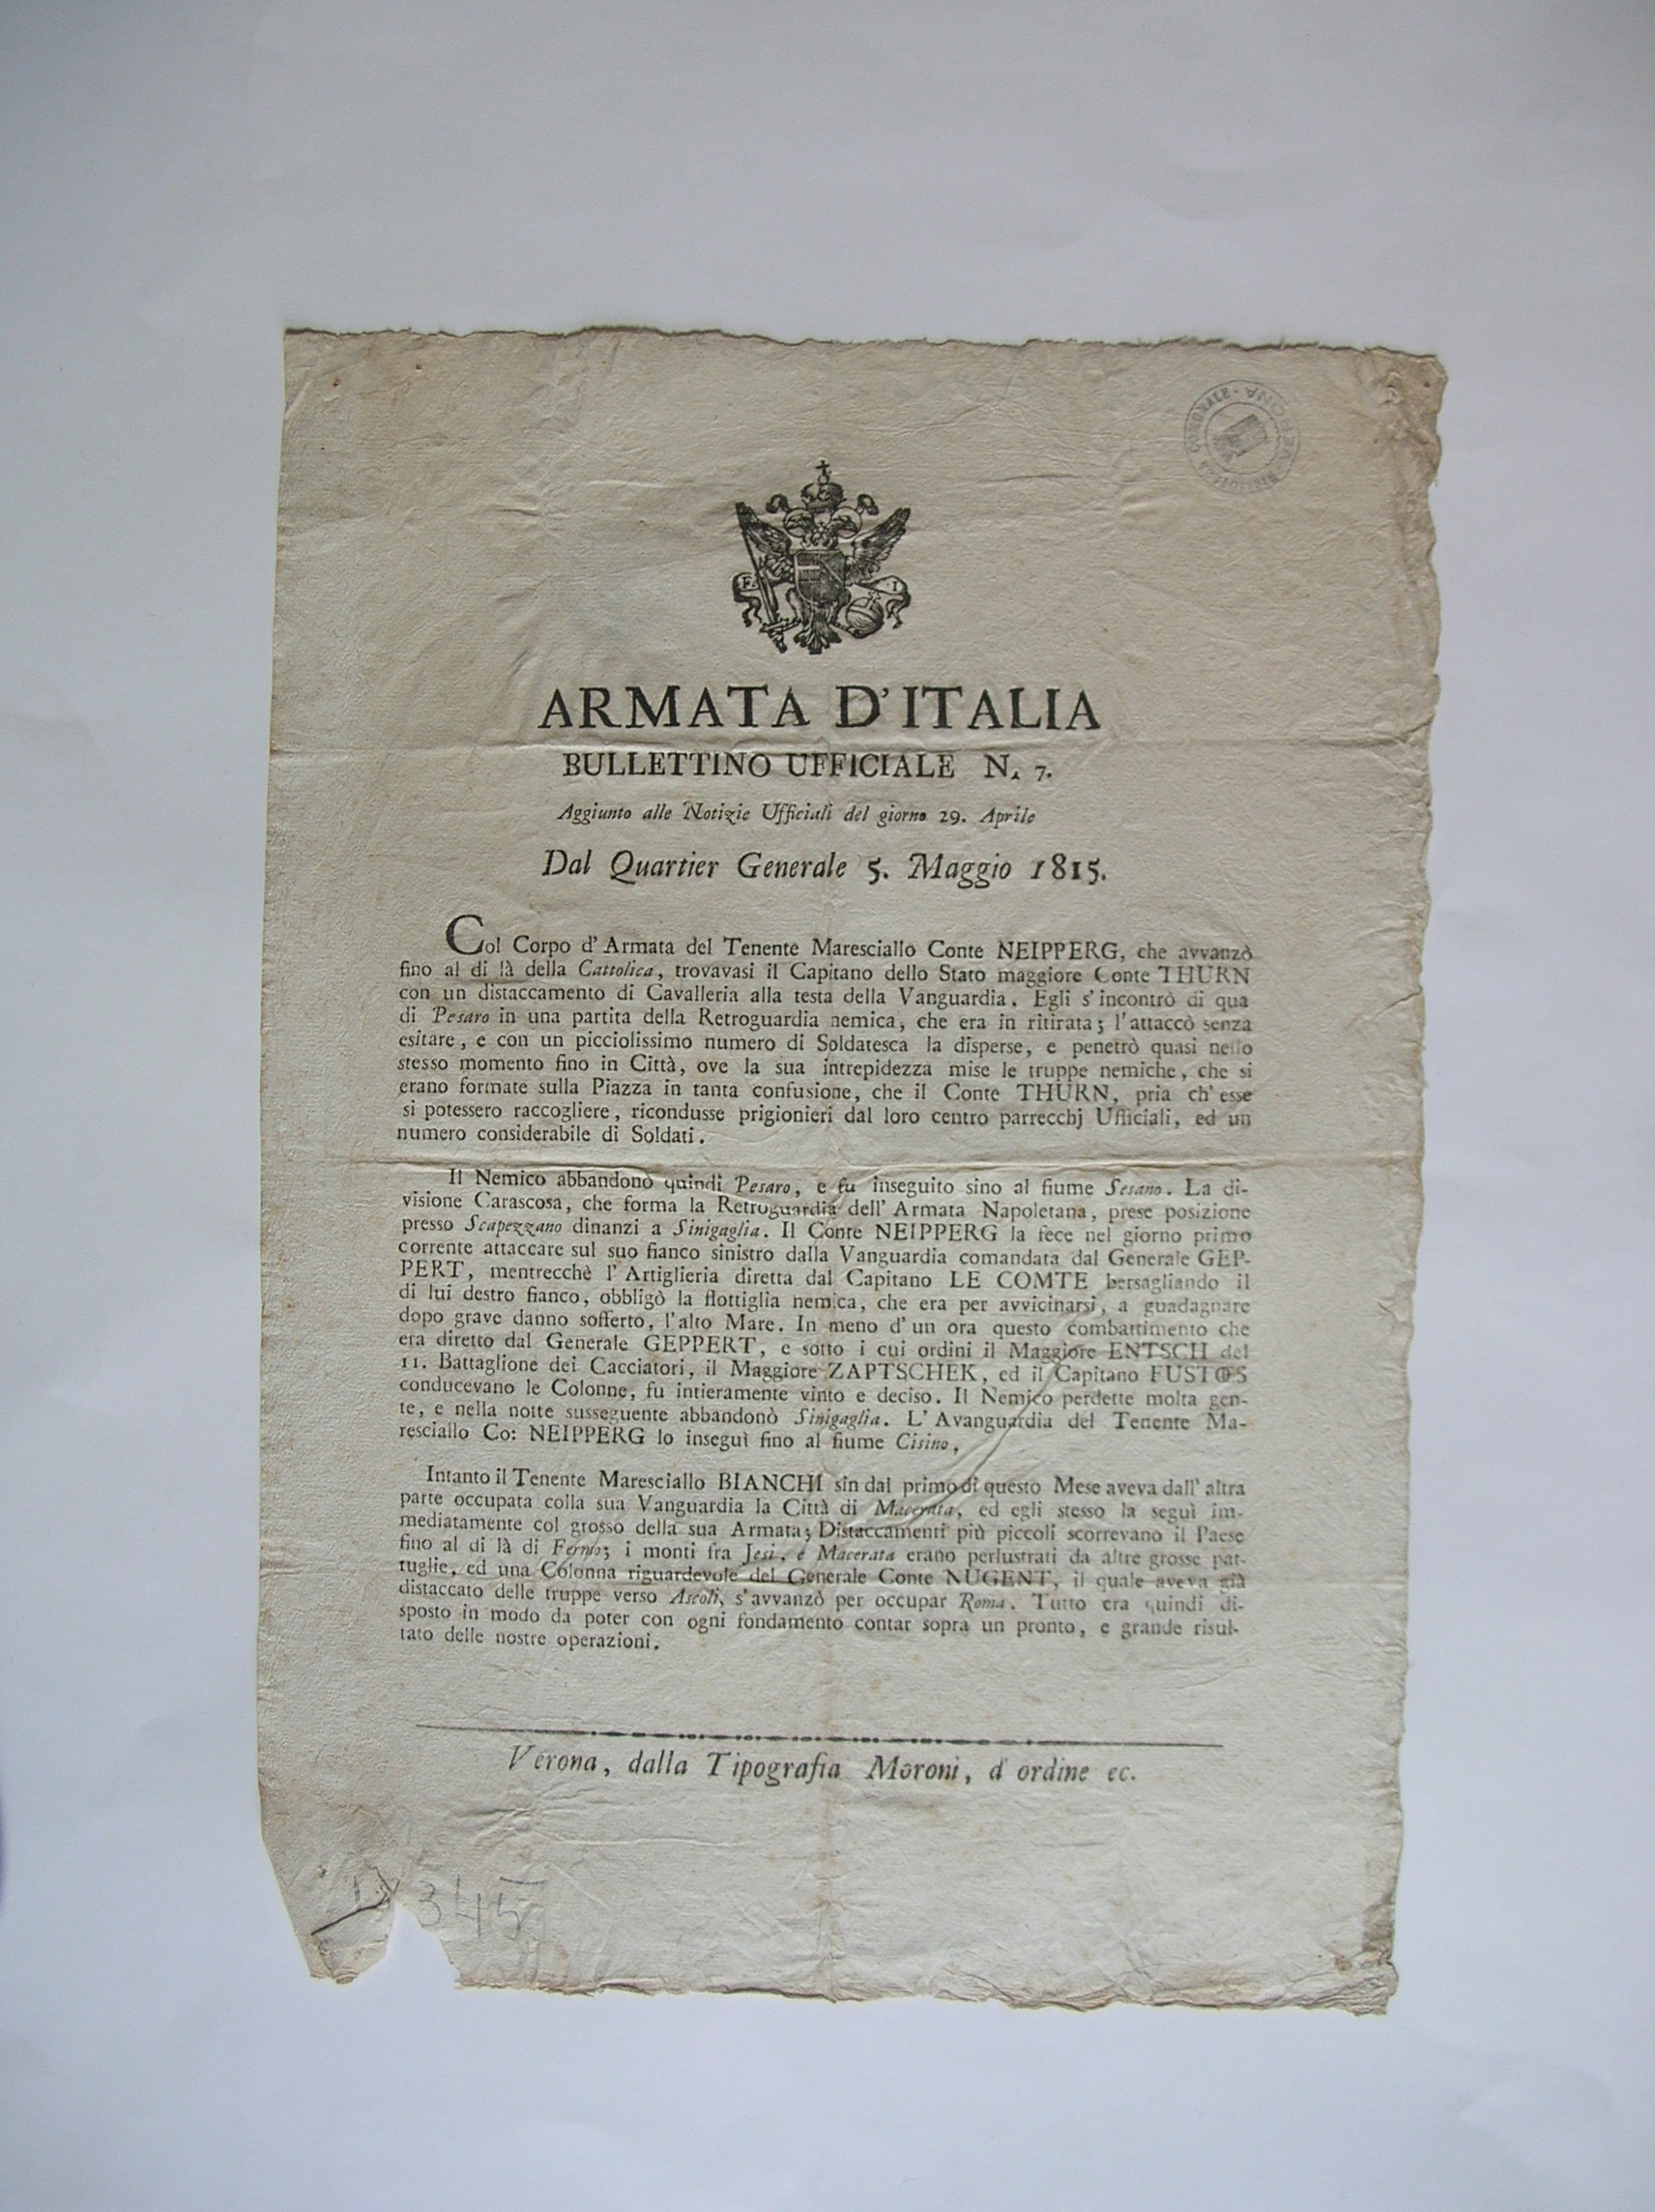 BIBLIOTECA COMUNALE - VERONA -
F. I
ARMATA D'ITALIA
BULLETTINO UFFICIALE N. 7.
Aggiunto alle Notizie Ufficiali del giorno 29. Aprile
Dal Quartier Generale 5. Maggio 1815.
Col Corpo d'Armata del Tenente Maresciallo Conte NEIPPERG, che avvanzò
fino al di là della Cattolica, trovavasi il Capitano dello Stato maggiore Conte THURN
con un distaccamento di Cavalleria alla testa della Vanguardia. Egli s'incontrò di qua
di Pesaro in una partita della Retroguardia nemica, che era in ritirata; l'attaccò senza
esitare, e con un picciolissimo numero di Soldatesca la disperse, e penetrò quasi nello
stesso momento fino in Città, ove la sua intrepidezza mise le truppe nemiche, che si
erano formate sulla Piazza in tanta confusione, che il Conte THURN, pria ch'esse
si potessero raccogliere, ricondusse prigionieri dal loro centro parrecchj Ufficiali, ed un
numero considerabile di Soldati.
Il Nemico abbandonò quindi Pesaro, e fu inseguito sino al fiume Sesano. La di-
visione Carascosa, che forma la Retroguardia dell'Armata Napoletana, prese posizione
presso Scapezzano dinanzi a Sinigaglia. Il Conte NEIPPERG la fece nel giorno primo
corrente attaccare sul suo fianco sinistro dalla Vanguardia comandata dal Generale GEP-
PERT, mentrecchè l'Artiglieria diretta dal Capitano LE COMTE bersagliando il
di lui destro fianco, obbligò la flottiglia nemica, che era per avvicinarsi, a guadagnare
dopo grave danno sofferto, l'alto Mare. In meno d'un ora questo combattimento che
era diretto dal Generale GEPPERT, e sotto i cui ordini il Maggiore ENTSCH del
11. Battaglione dei Cacciatori, il Maggiore ZAPTSCHEK, ed il Capitano FUSTŒS
conducevano le Colonne, fu intieramente vinto e deciso. Il Nemico perdette molta gen-
te, e nella notte susseguente abbandonò Sinigaglia. L'Avanguardia del Tenente Ma-
resciallo Co: NEIPPERG lo inseguì fino al fiume Cisino,
Intanto il Tenente Maresciallo BIANCHI sin dal primo di questo Mese aveva dall'altra
parte occupata colla sua Vanguardia la Città di Macerata, ed egli stesso la seguì im-
mediatamente col grosso della sua Armata; Distaccamenti più piccoli scorrevano il Paese
fino al di là di Fermo; i monti fra Jesi, e Macerata erano perlustrati da altre grosse pat-
tuglie, ed una Colonna riguardevole del Generale Conte NUGENT, il quale aveva già
distaccato delle truppe verso Ascoli, s'avvanzò per occupar Roma. Tutto era quindi di-
sposto in modo da poter con ogni fondamento contar sopra un pronto, e grande risul-
tato delle nostre operazioni.
Verona, dalla Tipografia Moroni, d'ordine ec.
345